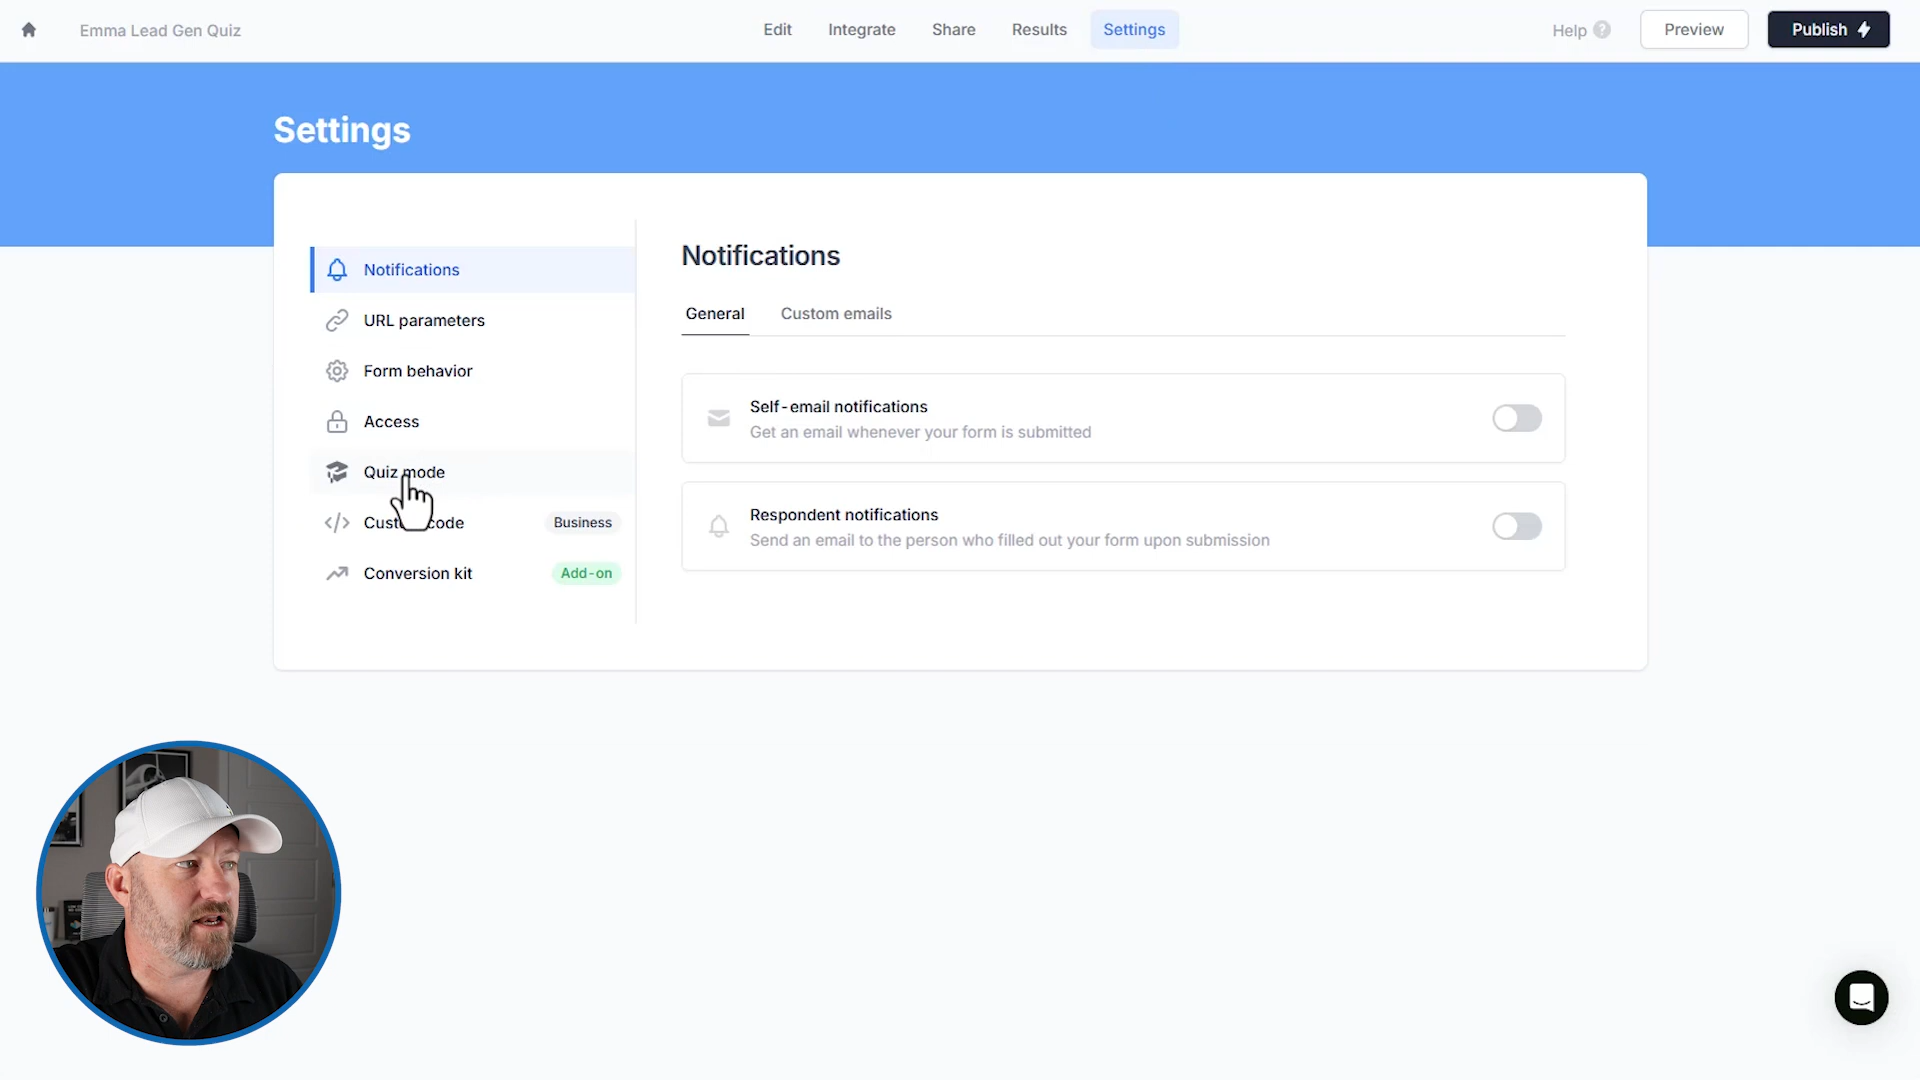 Emma Lead Gen Quiz
Edit
Integrate
Share
Results
Settings
Help ?
Preview
Publish
Settings
Notifications
URL parameters
Form behavior
Access
Quiz mode
Custom code
Business
Conversion kit
Add-on
Notifications
General
Custom emails
Self-email notifications
Get an email whenever your form is submitted
Respondent notifications
Send an email to the person who filled out your form upon submission